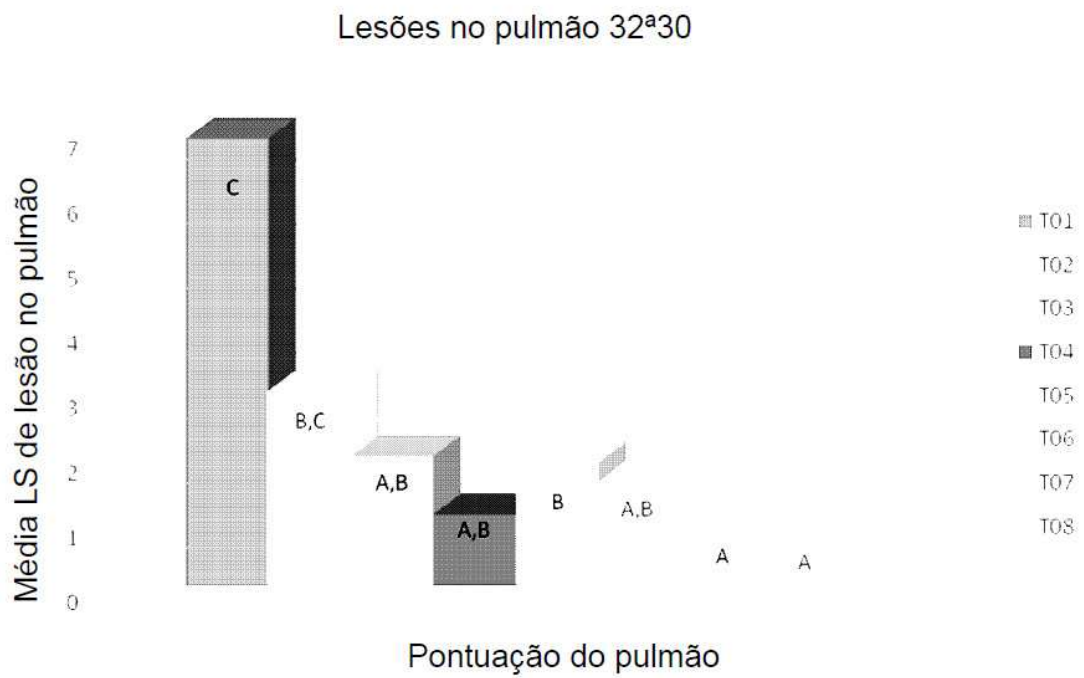 Lesões no pulmão 32ª30
Média LS de lesão no pulmão
7
6
5
4
3
2
1
0
C
B,C
A,B
A,B
B
A,B
A
A
T01
T02
T03
T04
T05
T06
T07
T08
Pontuação do pulmão